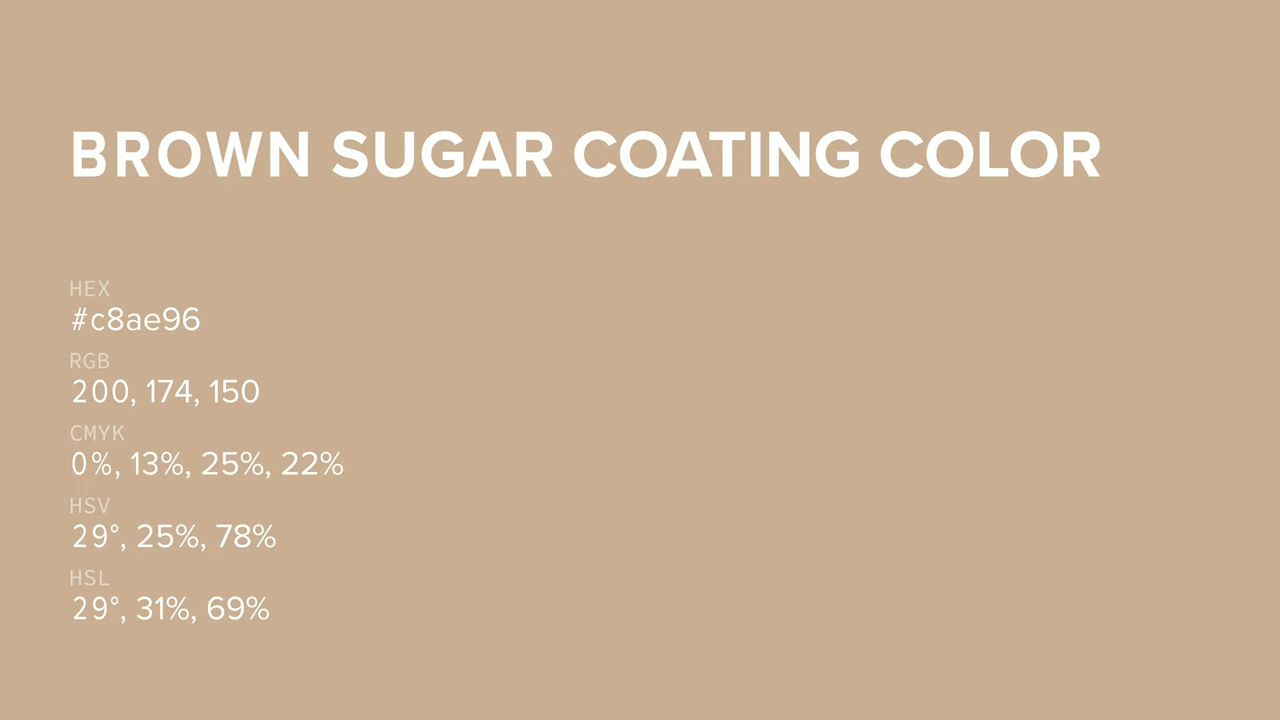 BROWN SUGAR COATING COLOR
HEX
#c8ae96
RGB
200, 174, 150
CMYK
0%, 13%, 25%, 22%
HSV
29°, 25%, 78%
HSL
29°, 31%, 69%